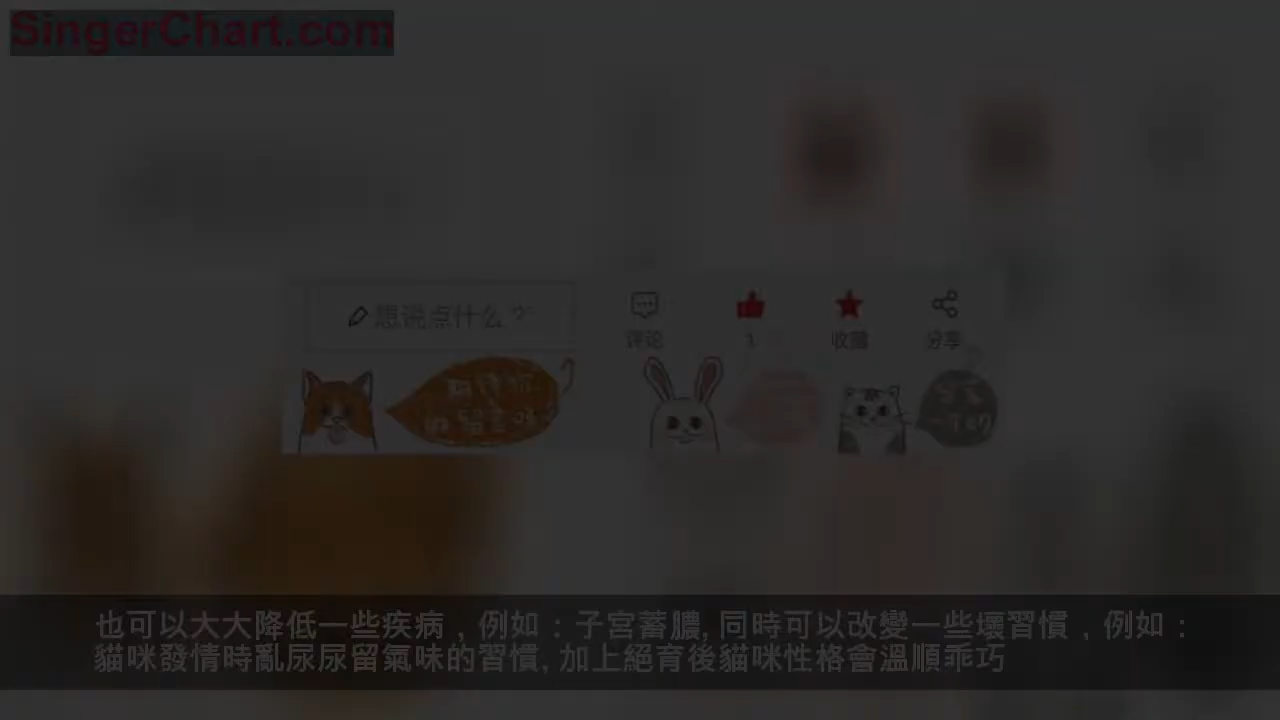 SingerChart.com
想说点什么
评论
1
收藏
分享
也可以大大降低一些疾病，例如：子宮蓄膿, 同時可以改變一些壞習慣，例如：
貓咪發情時亂尿尿留氣味的習慣, 加上絕育後貓咪性格會溫順乖巧